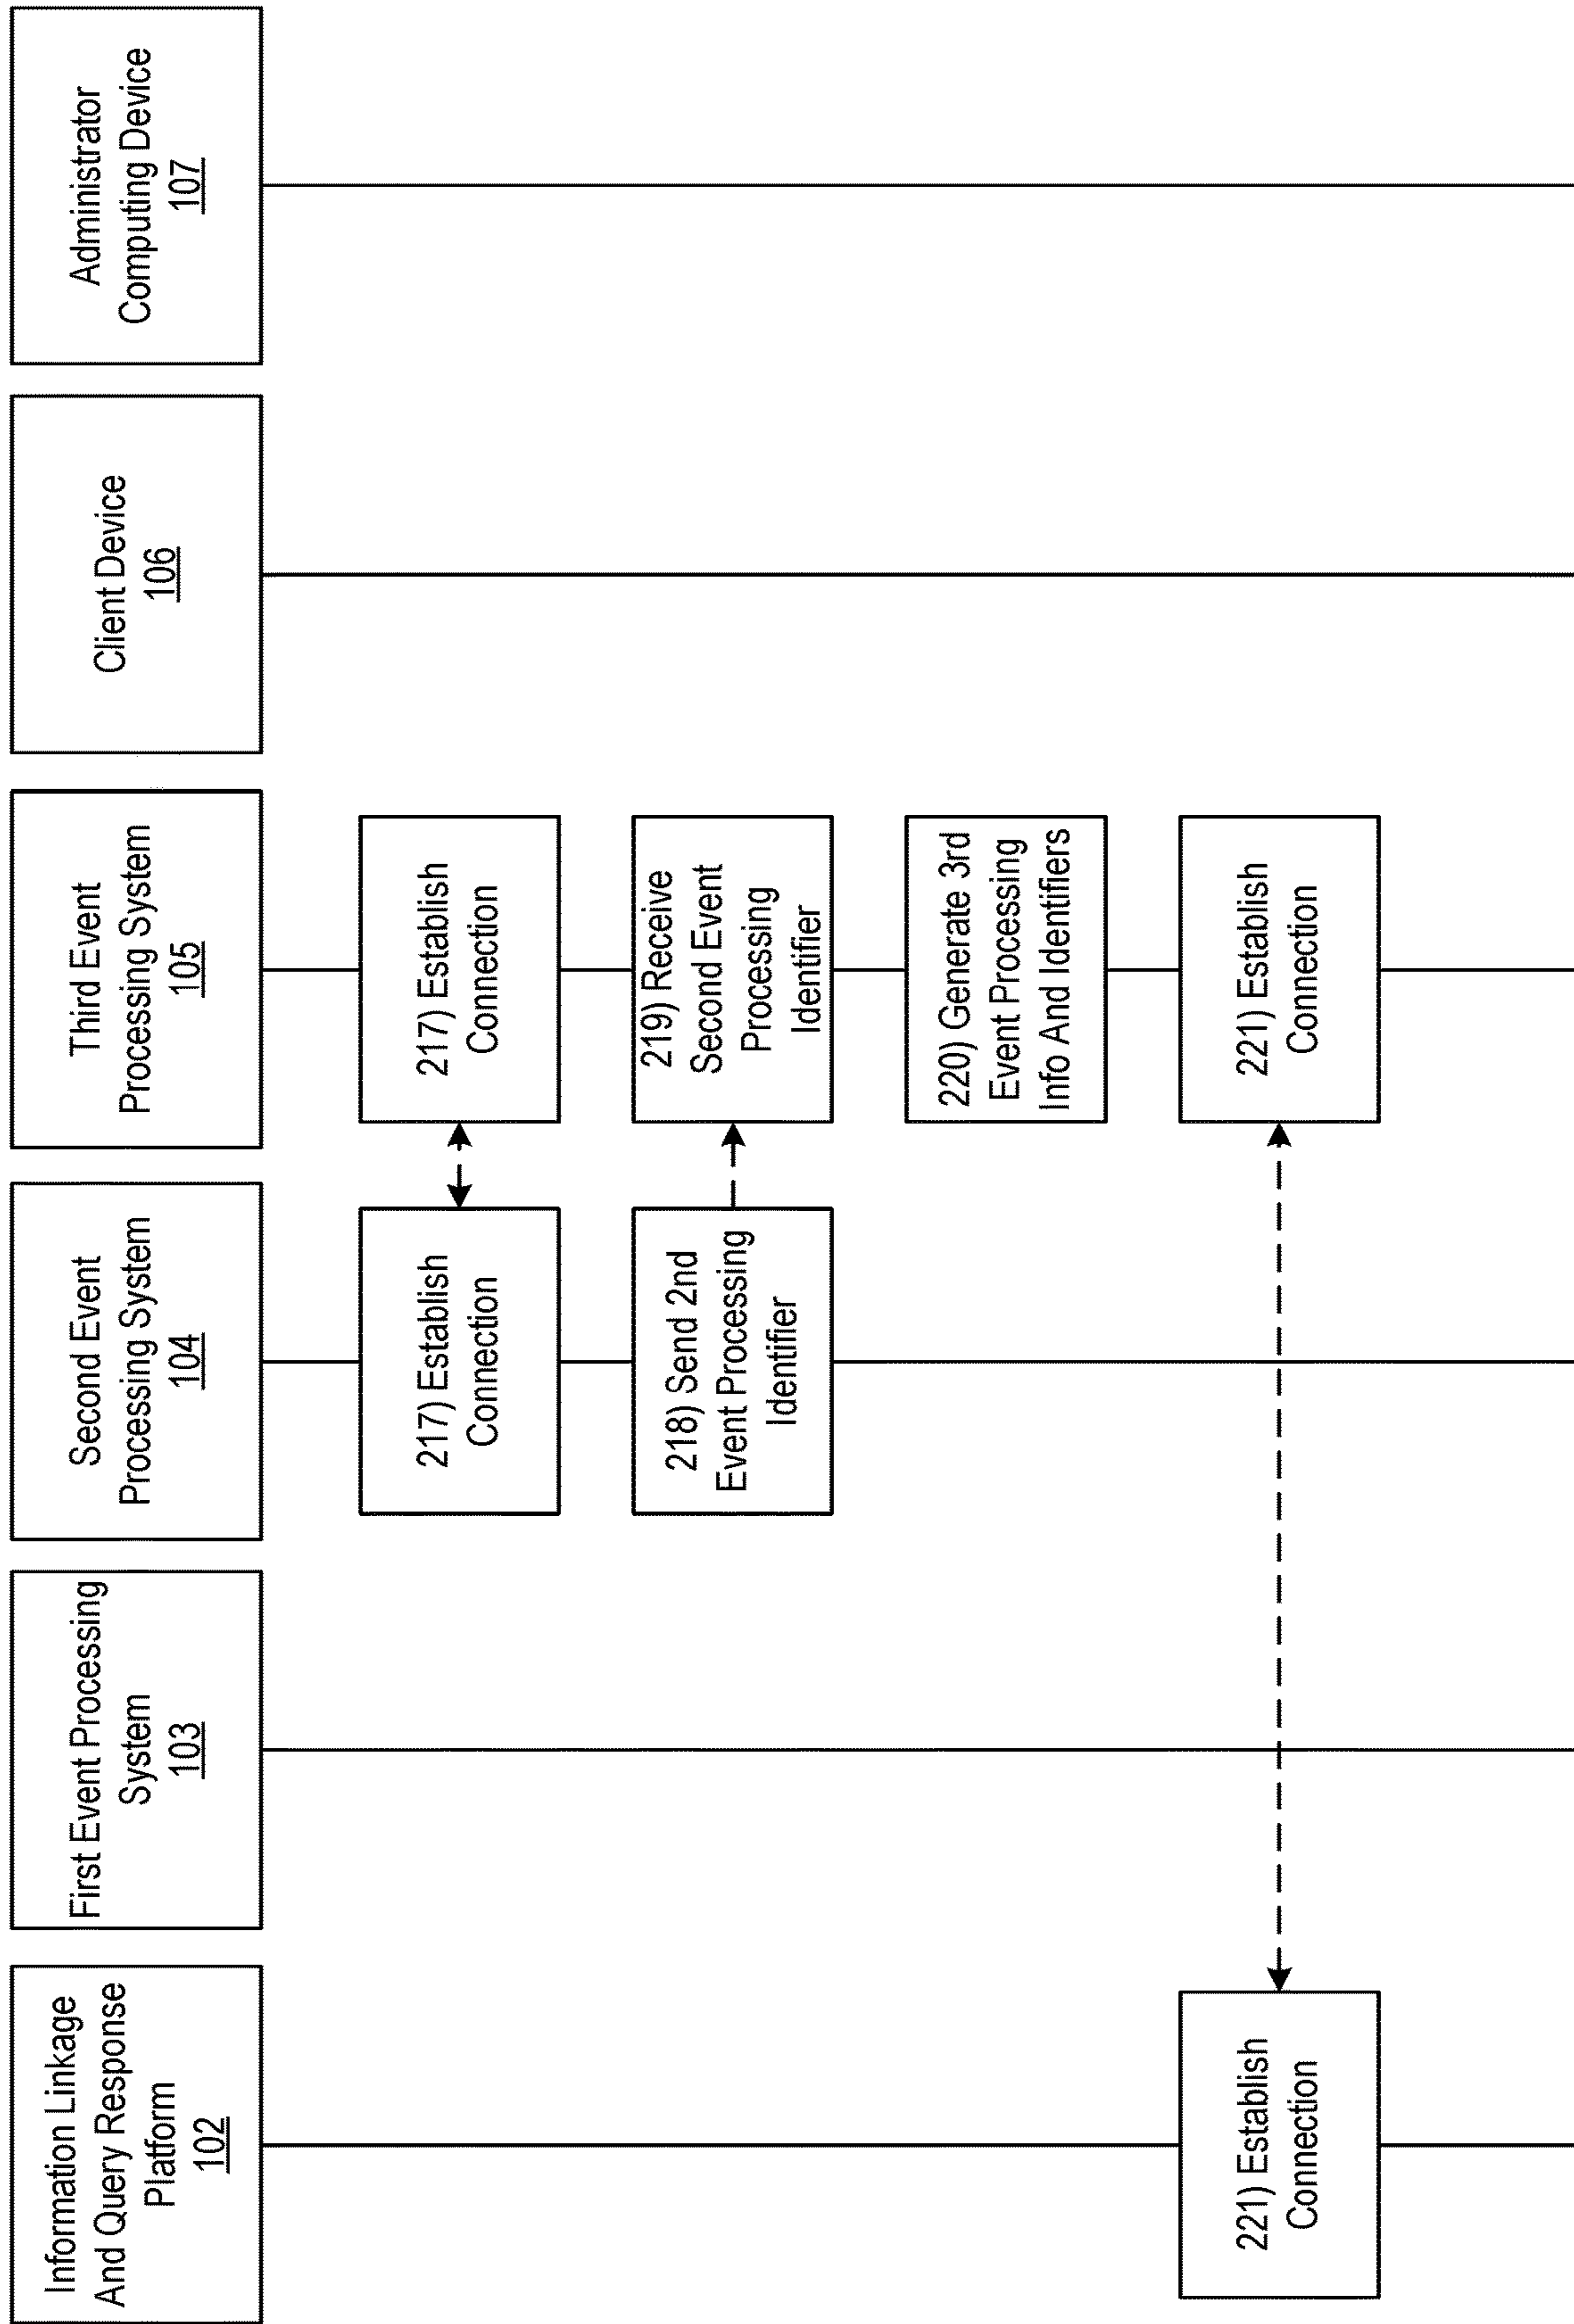 Information Linkage
And Query Response
Platform
102
First Event Processing
System
103
Second Event
Processing System
104
Third Event
Processing System
105
Client Device
106
Administrator
Computing Device
107
217) Establish
Connection
217) Establish
Connection
218) Send 2nd
Event Processing
Identifier
219) Receive
Second Event
Processing
Identifier
220) Generate 3rd
Event Processing
Info And Identifiers
221) Establish
Connection
221) Establish
Connection